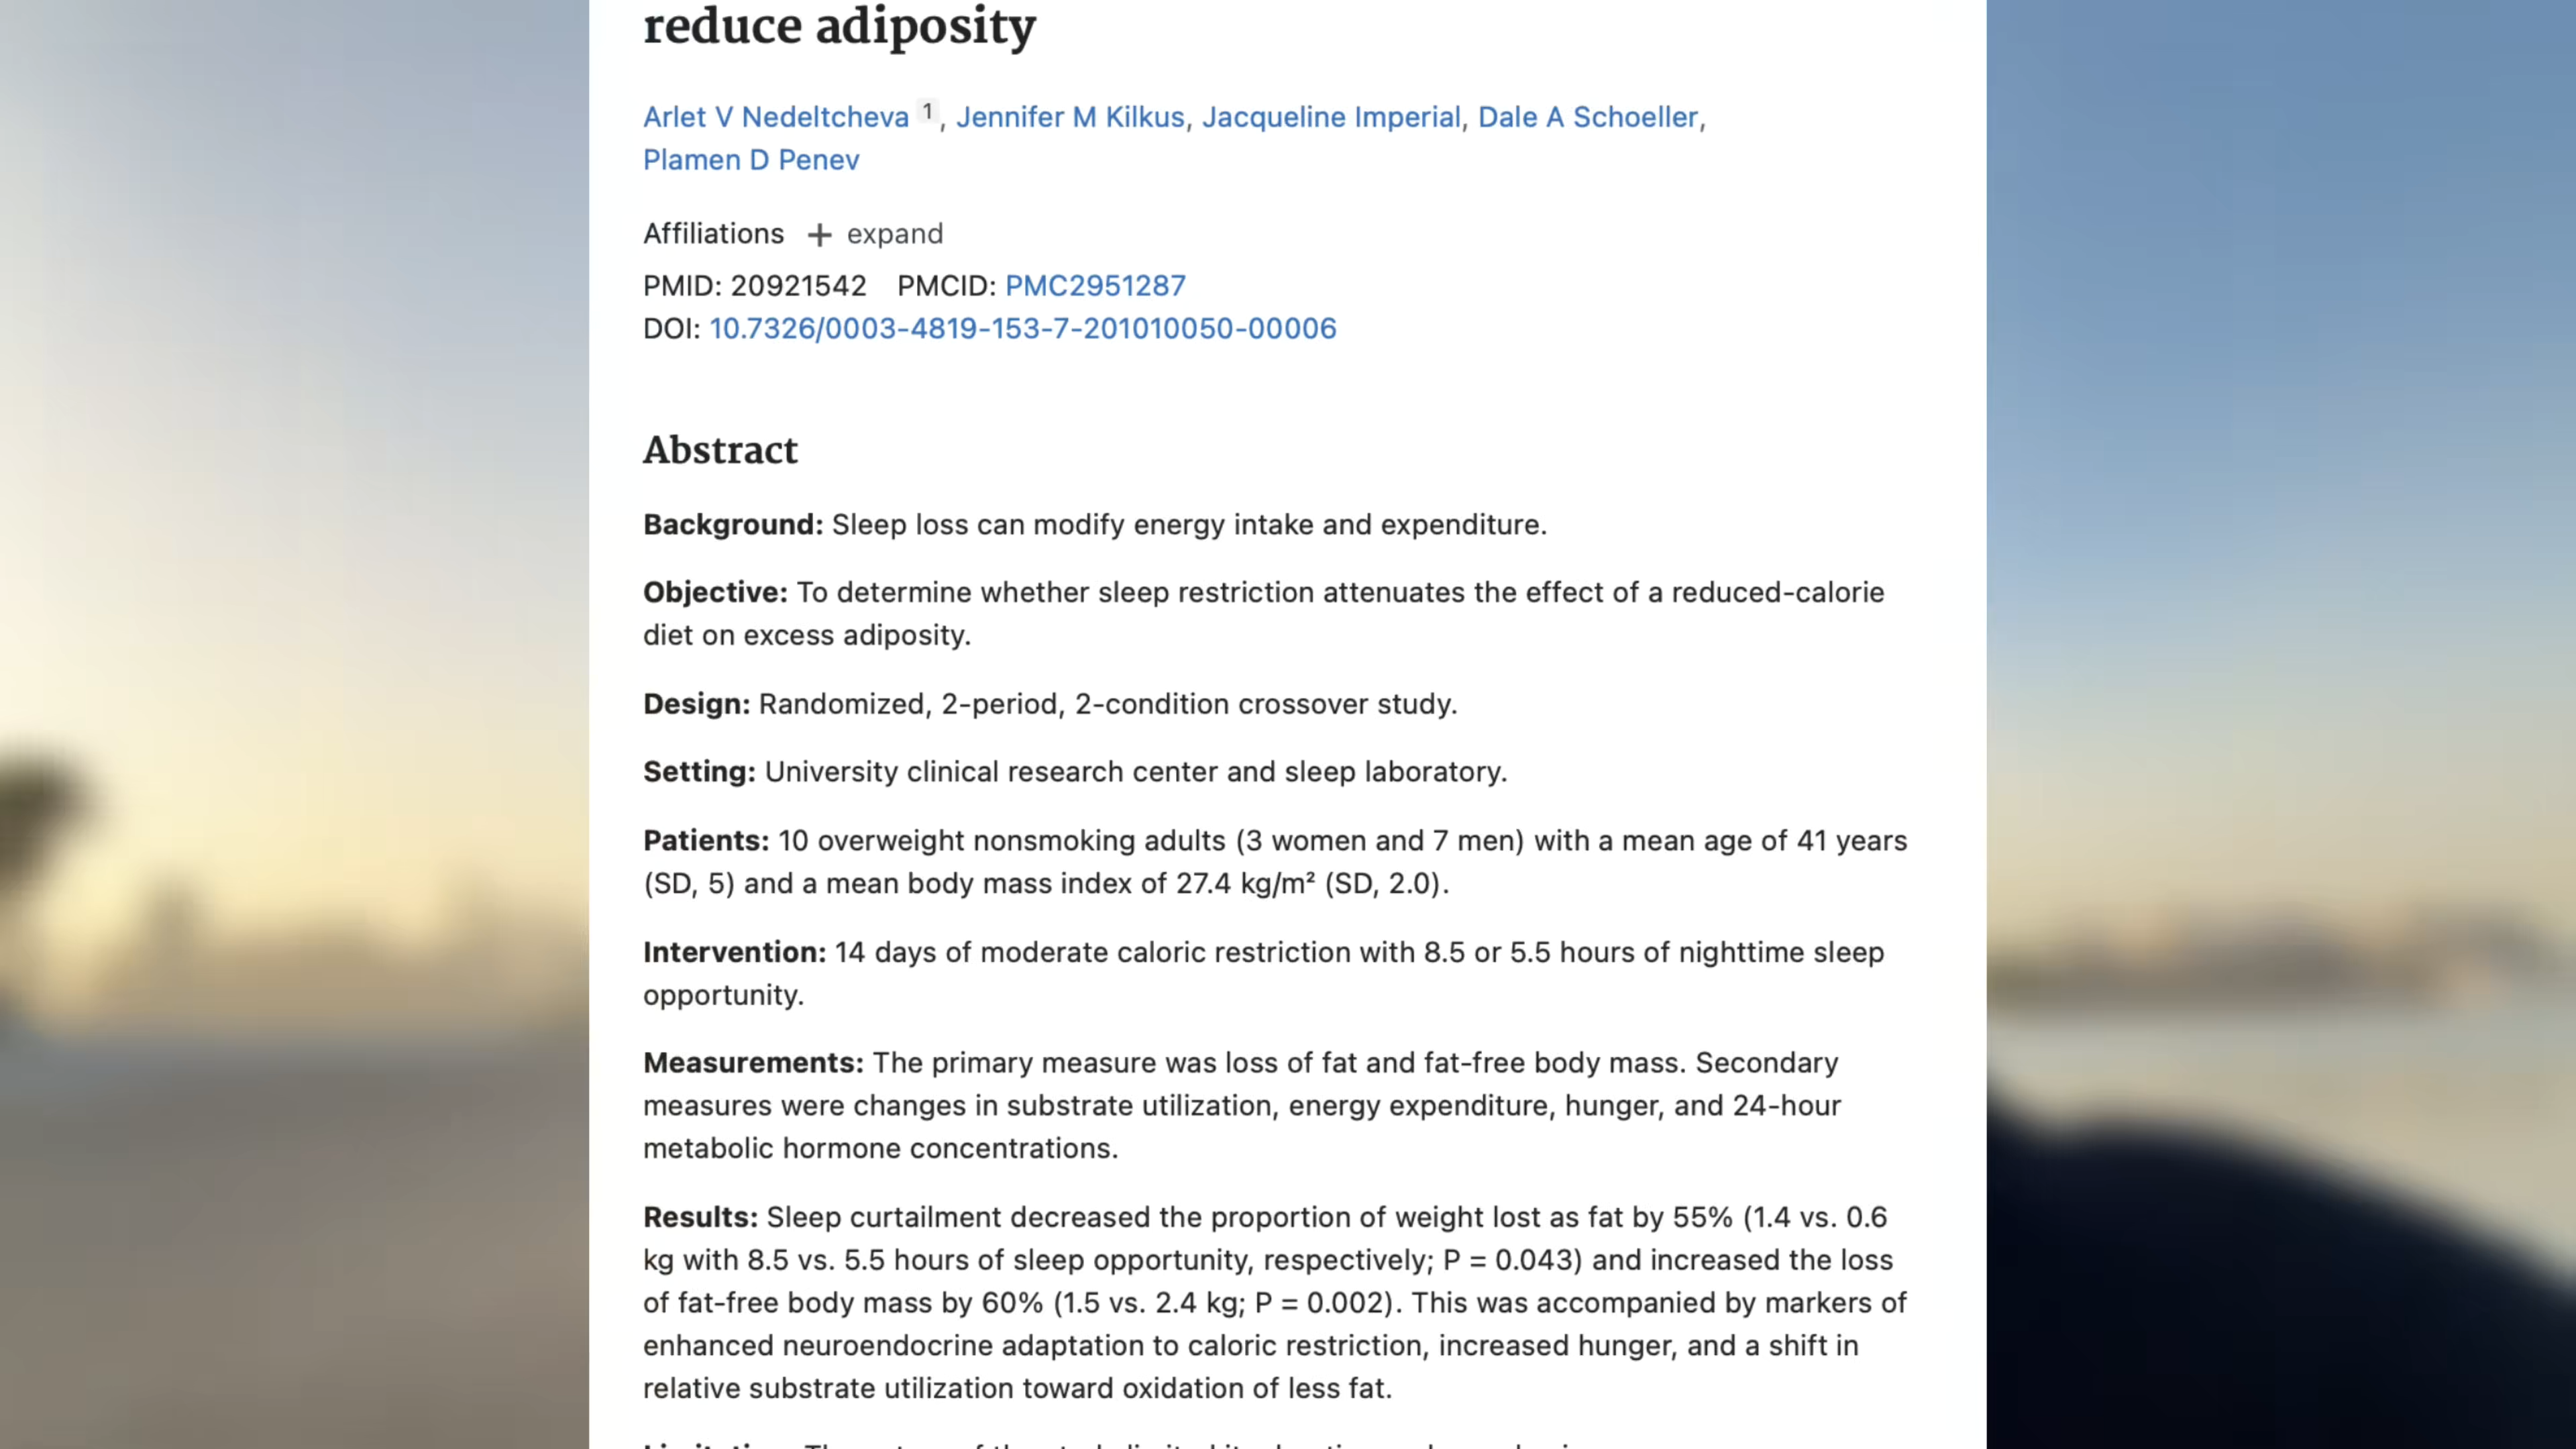 reduce adiposity
Arlet V Nedeltcheva 1, Jennifer M Kilkus, Jacqueline Imperial, Dale A Schoeller,
Plamen D Penev
Affiliations + expand
PMID: 20921542 PMCID: PMC2951287
DOI: 10.7326/0003-4819-153-7-201010050-00006
Abstract
Background: Sleep loss can modify energy intake and expenditure.
Objective: To determine whether sleep restriction attenuates the effect of a reduced-calorie
diet on excess adiposity.
Design: Randomized, 2-period, 2-condition crossover study.
Setting: University clinical research center and sleep laboratory.
Patients: 10 overweight nonsmoking adults (3 women and 7 men) with a mean age of 41 years
(SD, 5) and a mean body mass index of 27.4 kg/m² (SD, 2.0).
Intervention: 14 days of moderate caloric restriction with 8.5 or 5.5 hours of nighttime sleep
opportunity.
Measurements: The primary measure was loss of fat and fat-free body mass. Secondary
measures were changes in substrate utilization, energy expenditure, hunger, and 24-hour
metabolic hormone concentrations.
Results: Sleep curtailment decreased the proportion of weight lost as fat by 55% (1.4 vs. 0.6
kg with 8.5 vs. 5.5 hours of sleep opportunity, respectively; P = 0.043) and increased the loss
of fat-free body mass by 60% (1.5 vs. 2.4 kg; P = 0.002). This was accompanied by markers of
enhanced neuroendocrine adaptation to caloric restriction, increased hunger, and a shift in
relative substrate utilization toward oxidation of less fat.